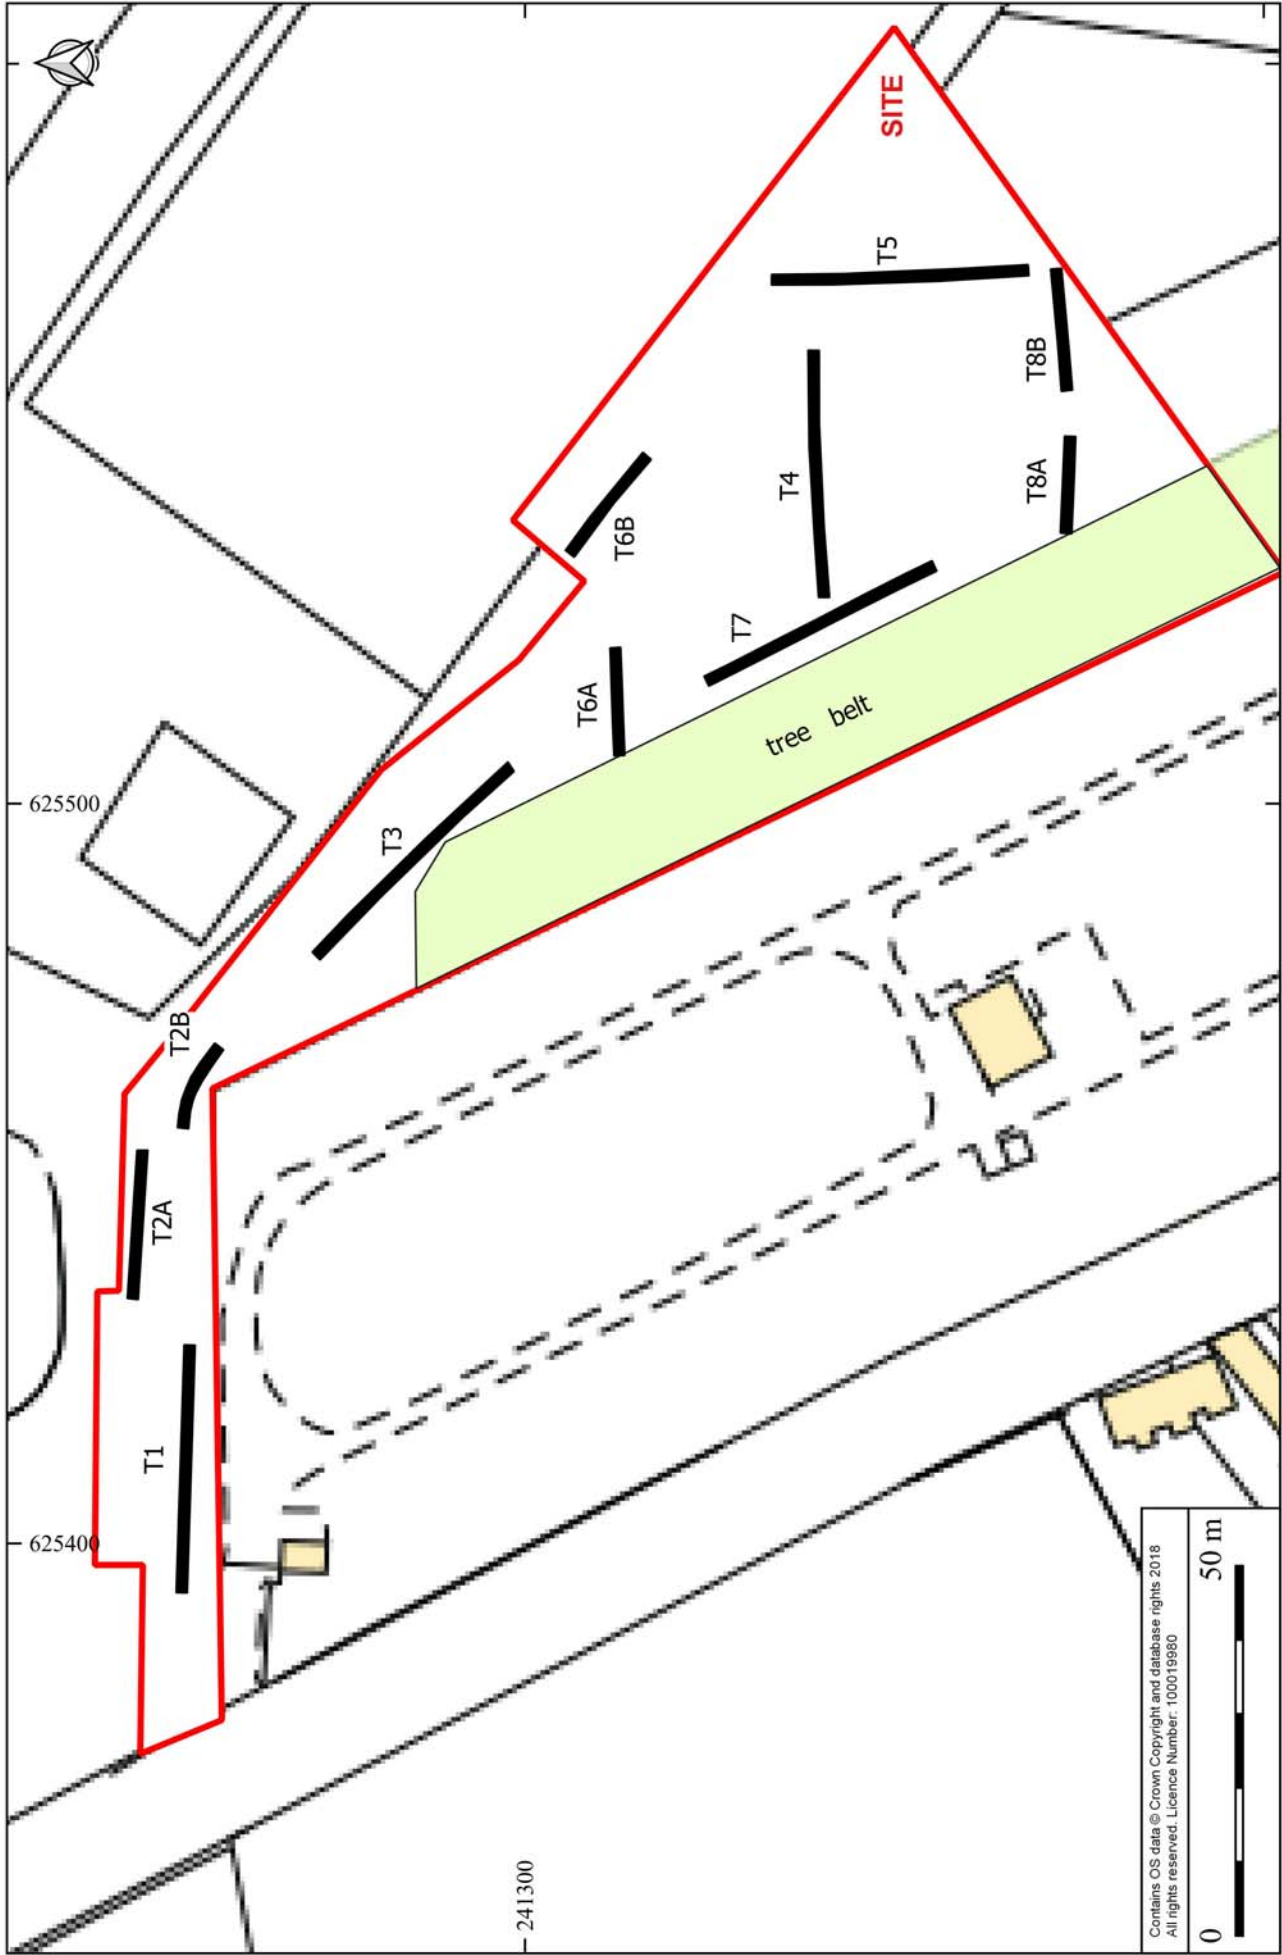 SITE
T5
T8B
T4
T8A
T6B
T7
T6A
tree belt
T3
625500
T2B
T2A
T1
625400
241300
Contains OS data © Crown Copyright and database rights 2018
All rights reserved. Licence Number: 100019980
0
50 m